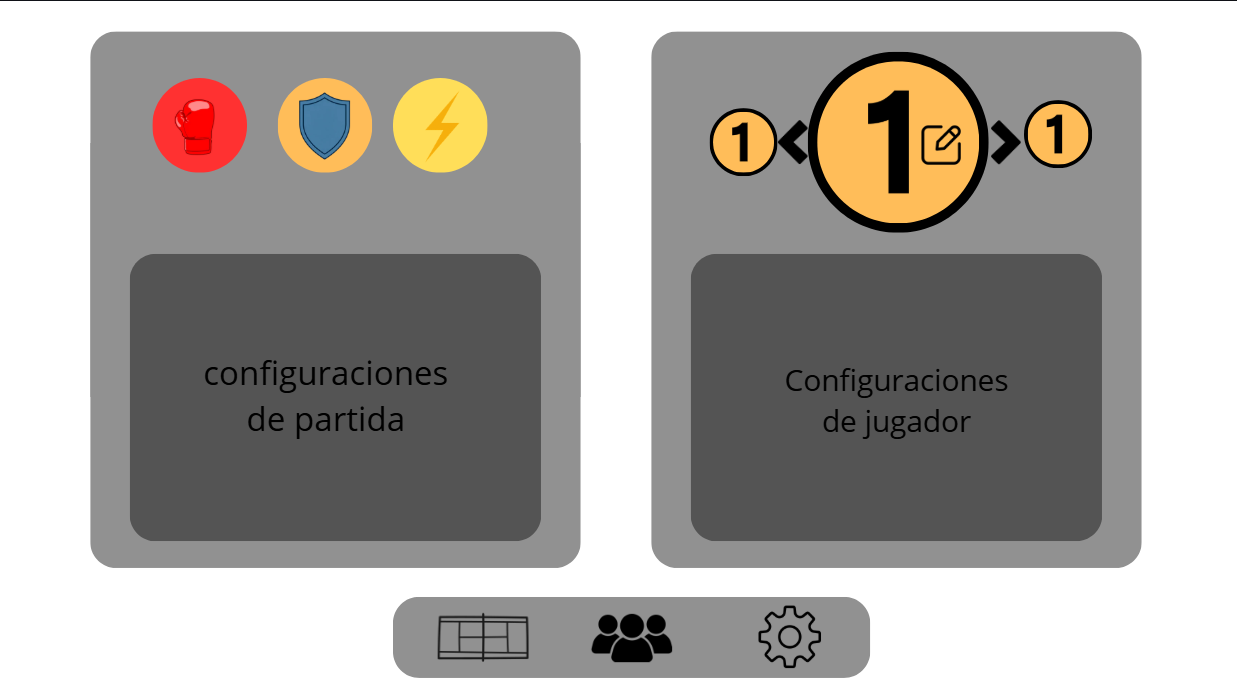 1
1
1
configuraciones
de partida
Configuraciones
de jugador